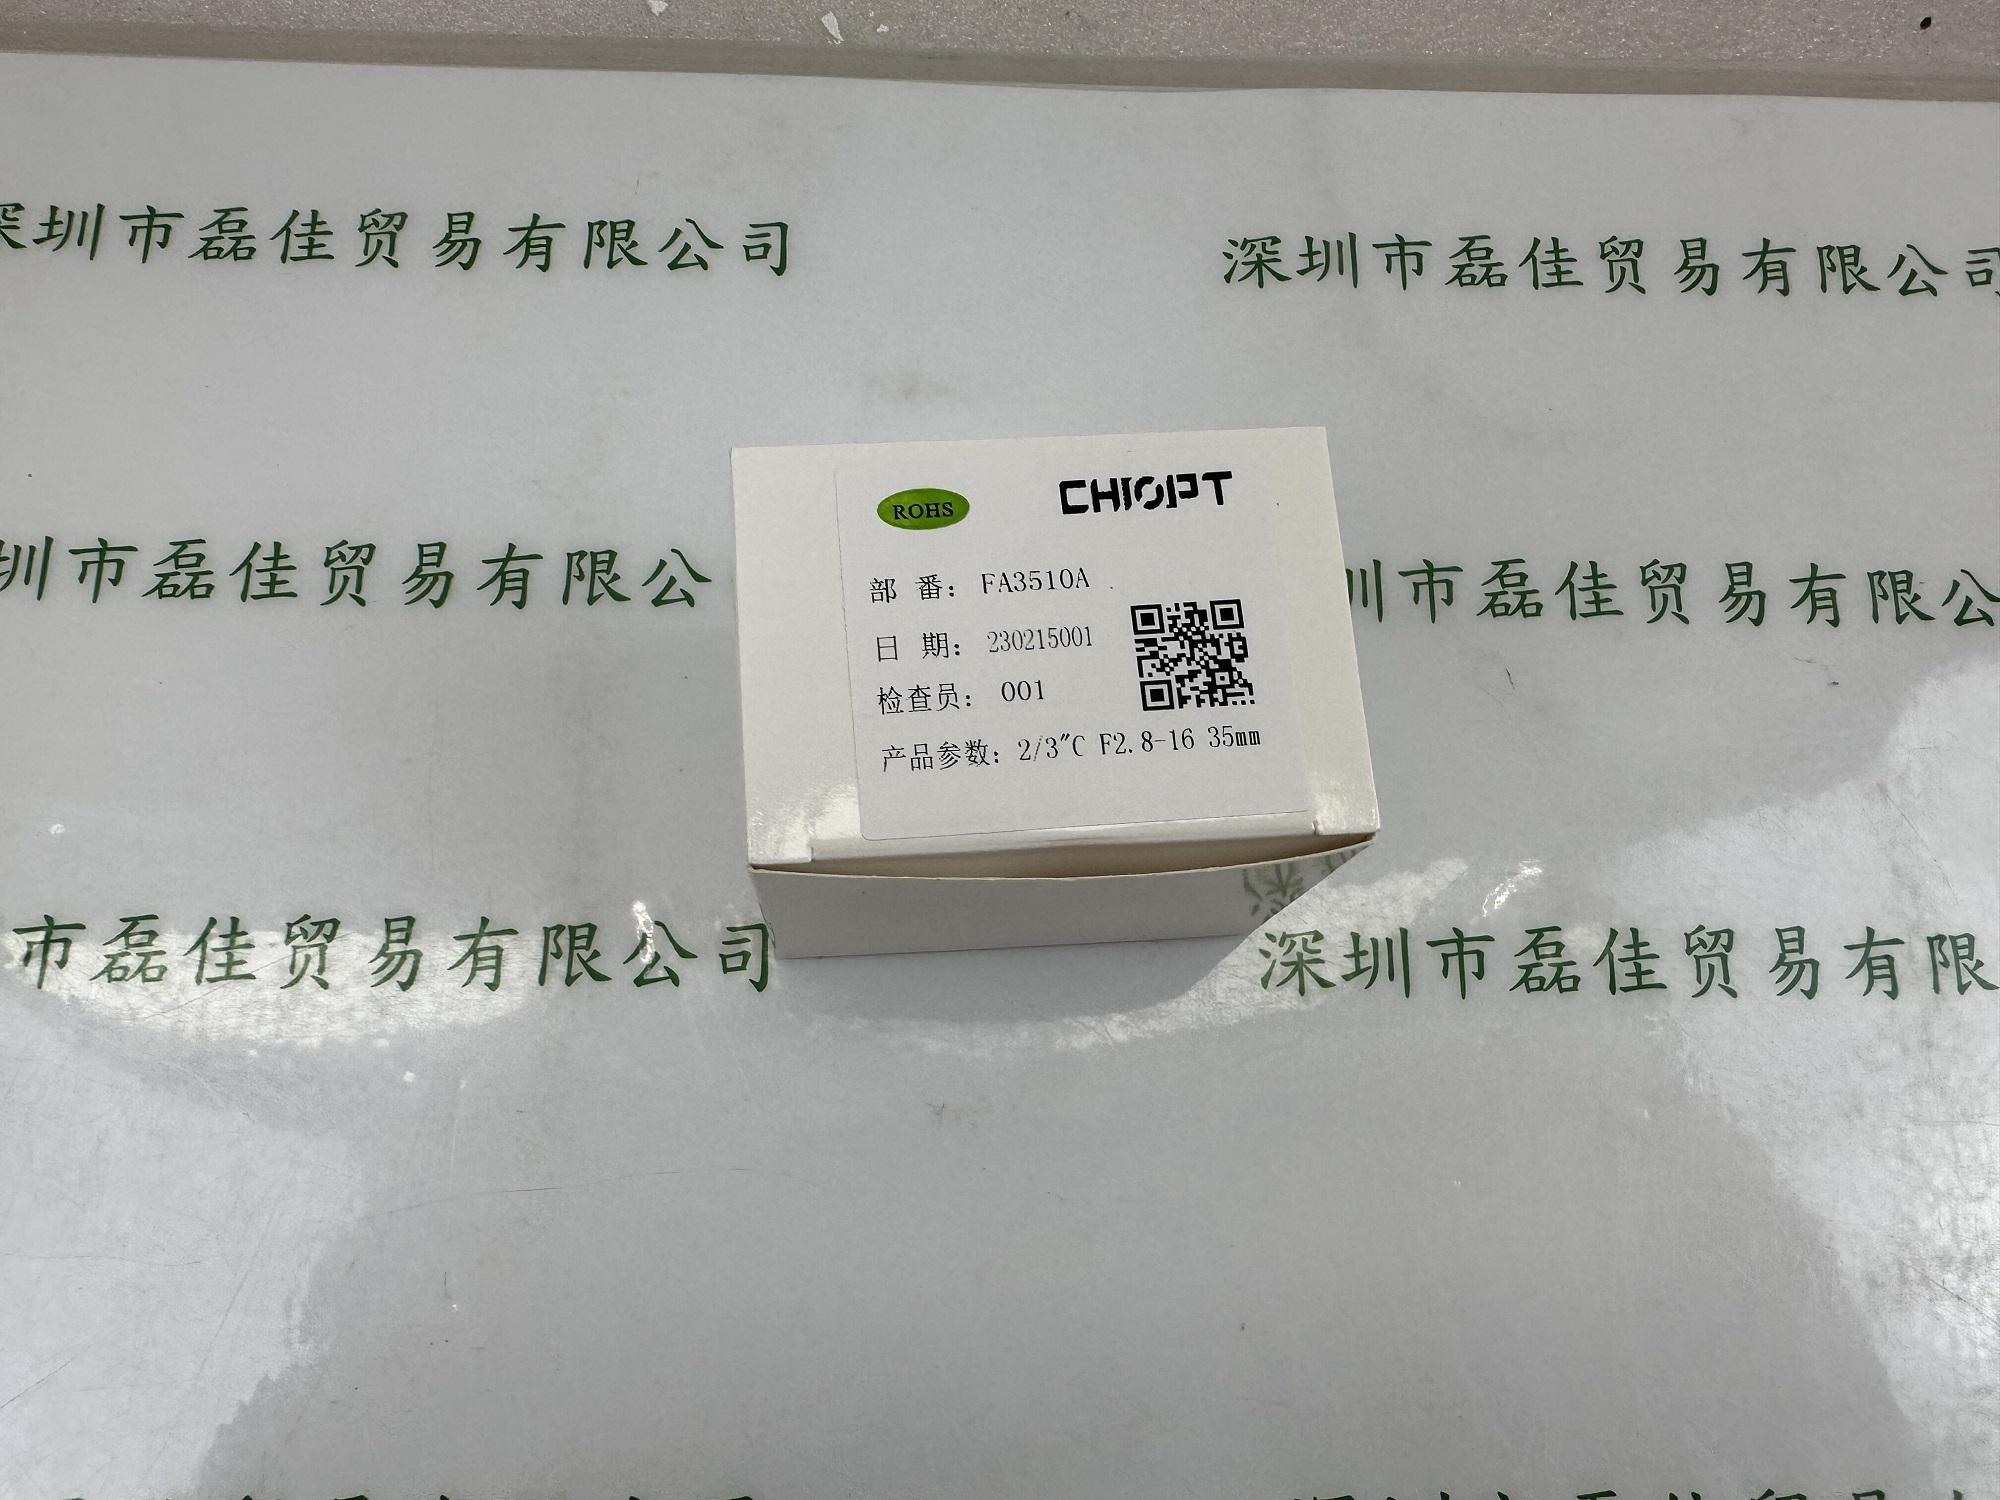 深圳市磊佳贸易有限公司
深圳市磊佳贸易有限公司
圳市磊佳贸易有限公
圳市磊佳贸易有限公
ROHS
CHIOPT
部 番： FA3510A
日 期： 230215001
检查员： 001
产品参数：2/3"C F2.8-16 35mm
市磊佳贸易有限公司
深圳市磊佳贸易有限